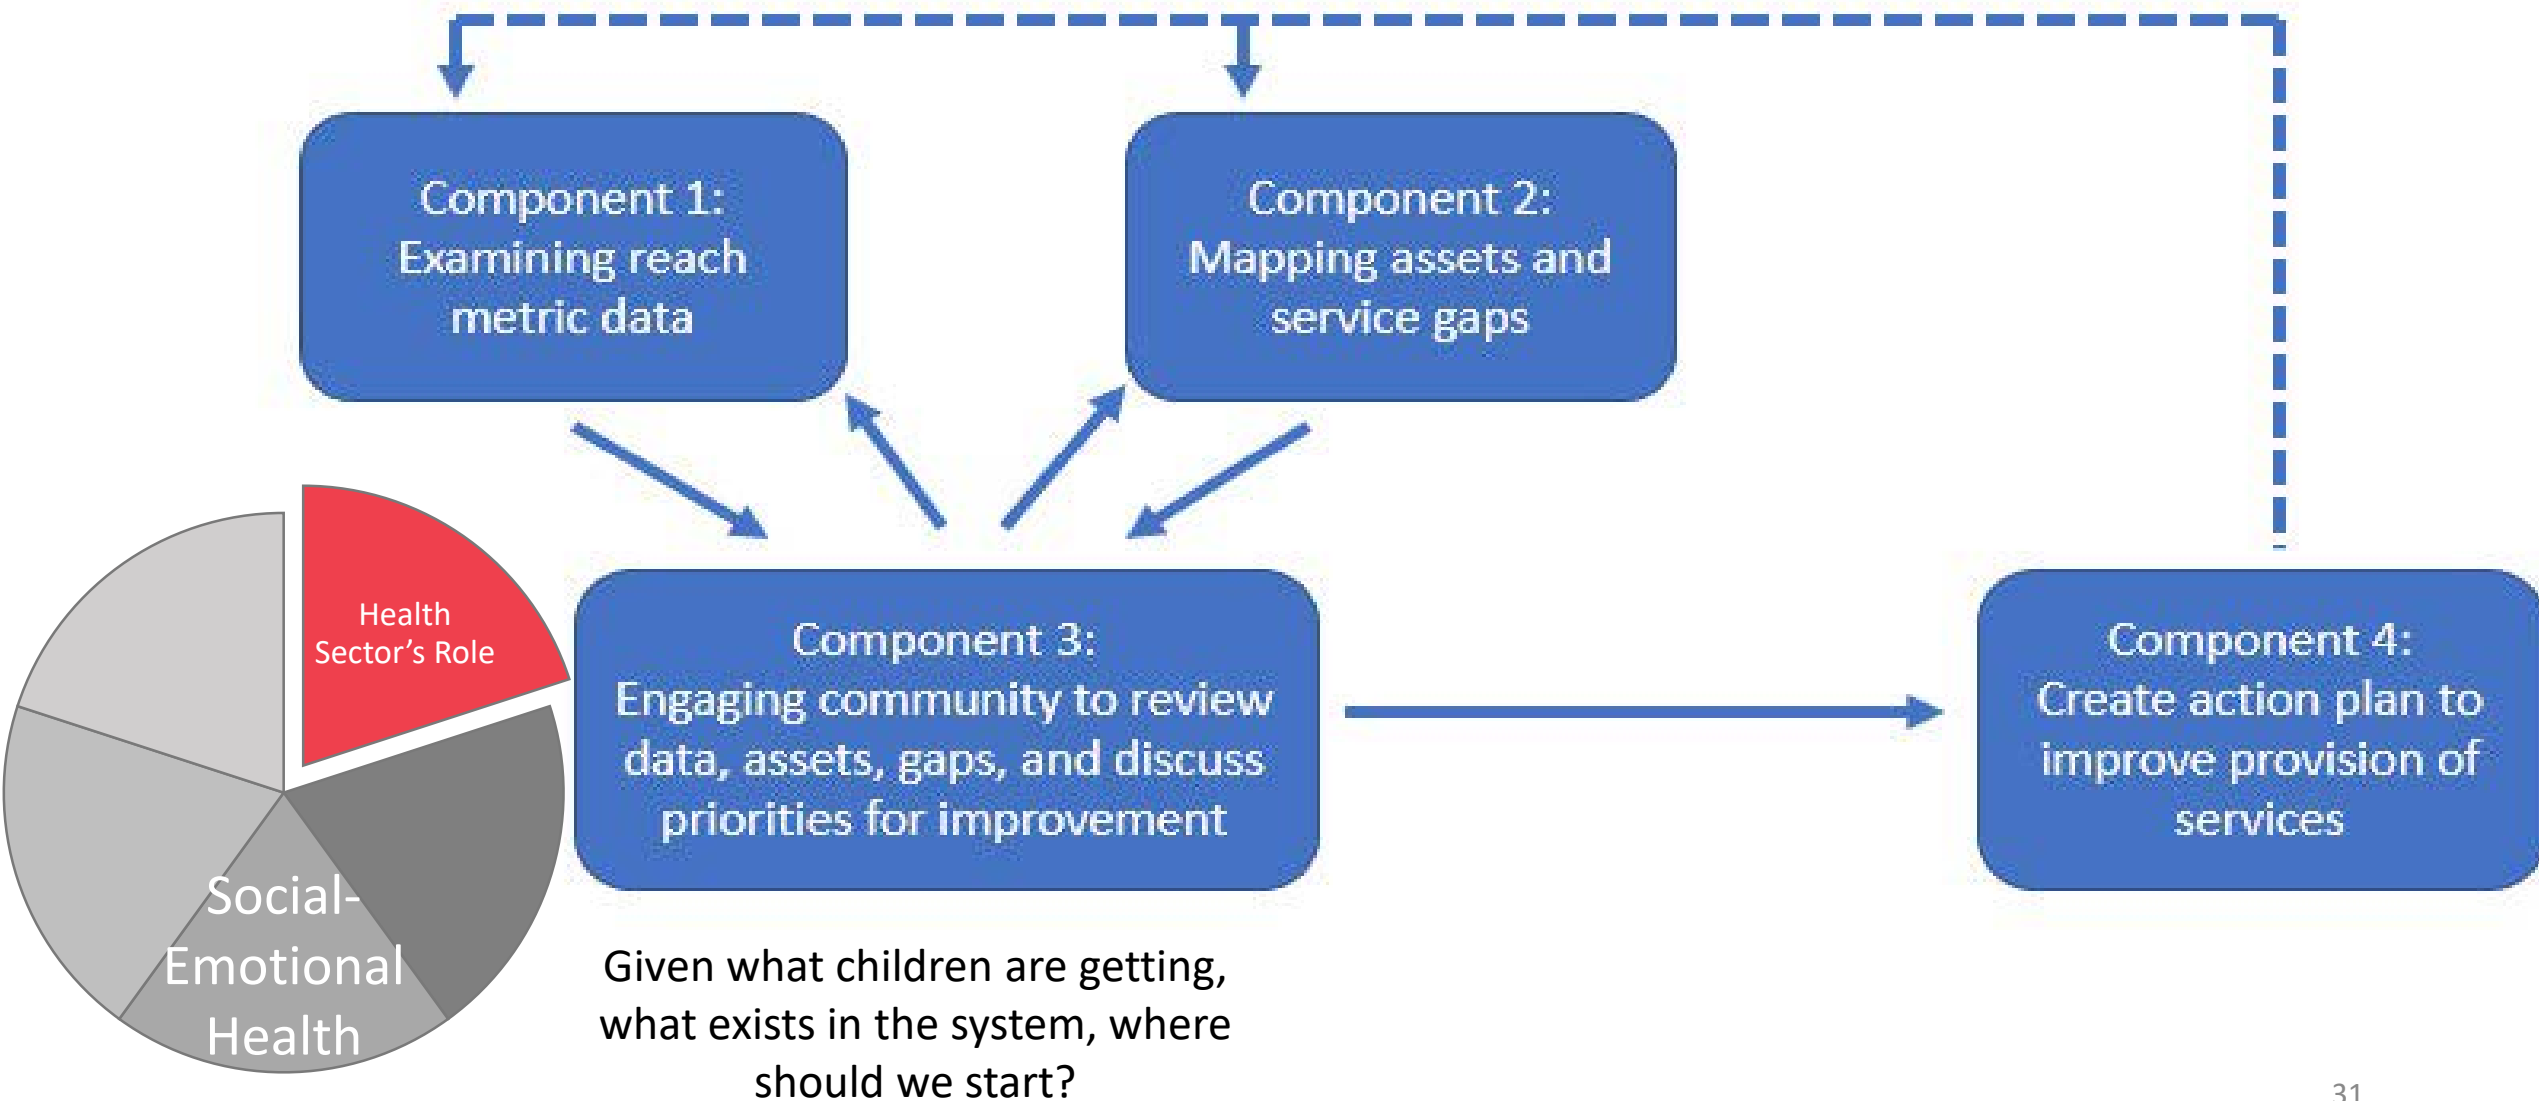 Component 1:
Examining reach
metric data
Component 2:
Mapping assets and
service gaps
Health
Sector’s Role
Social-
Emotional
Health
Component 3:
Engaging community to review
data, assets, gaps, and discuss
priorities for improvement
Component 4:
Create action plan to
improve provision of
services
Given what children are getting,
what exists in the system, where
should we start?
31